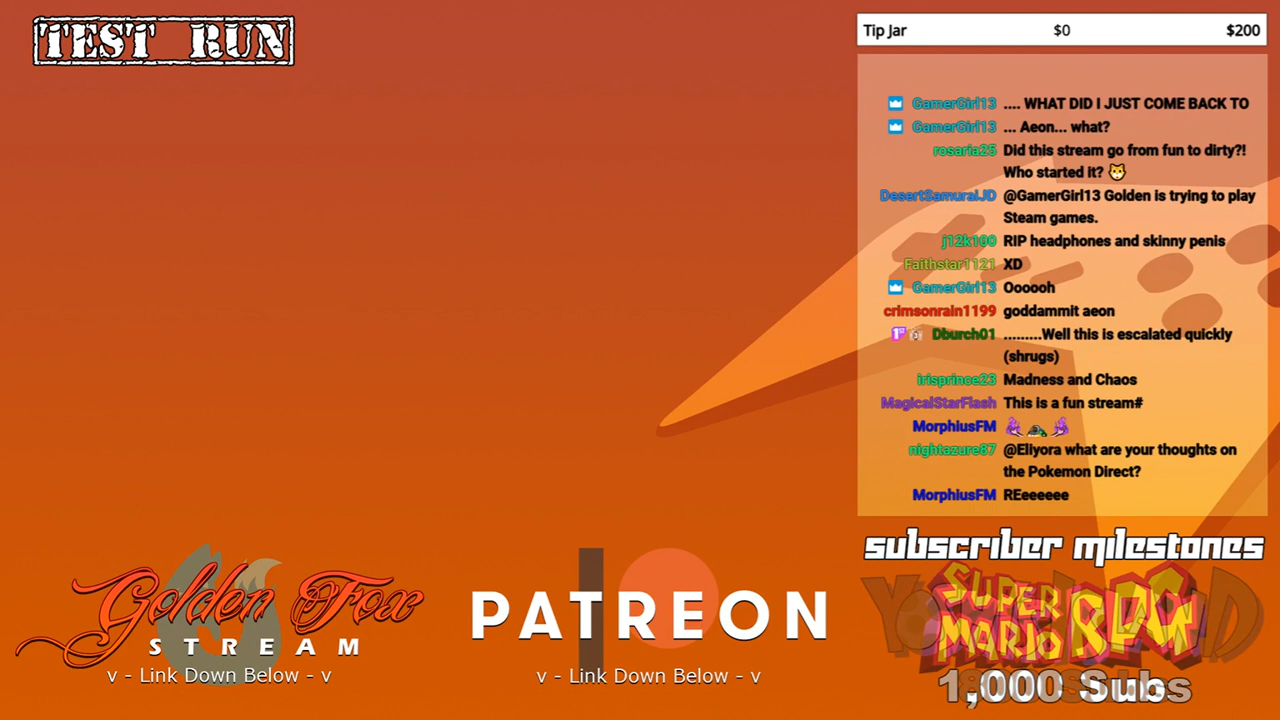 TEST RUN
Tip Jar $0 $200
GamerGirl13 .... WHAT DID I JUST COME BACK TO
GamerGirl13 ... Aeon... what?
rosaria25 Did this stream go from fun to dirty?!
Who started it?
DesertSamuraiJD @GamerGirl13 Golden is trying to play
Steam games.
j12k100 RIP headphones and skinny penis
Faithstar1121 XD
GamerGirl13 Oooooh
crimsonrain1199 goddammit aeon
Dburch01 .........Well this is escalated quickly
(shrugs)
irisprince23 Madness and Chaos
MagicalStarFlash This is a fun stream#
MorphiusFM
nightazure87 @Eliyora what are your thoughts on
the Pokemon Direct?
MorphiusFM REeeeeee
subscriber milestones
SUPER
MARIO RPG
1,000 Subs
Golden Fox
STREAM
v - Link Down Below - v
PATREON
v - Link Down Below - v